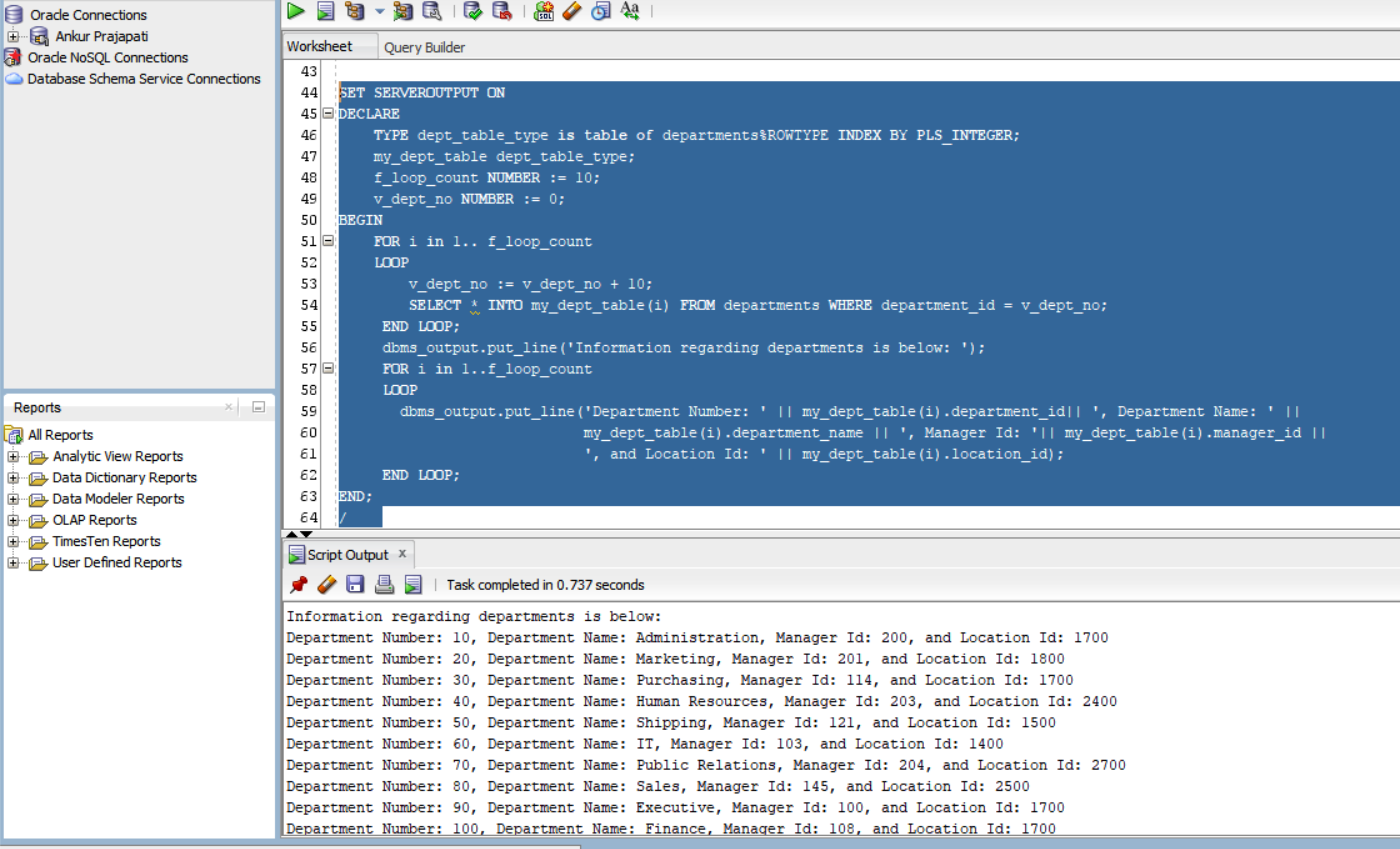 Oracle Connections
Ankur Prajapati
Oracle NoSQL Connections
Database Schema Service Connections
Reports
All Reports
Analytic View Reports
Data Dictionary Reports
Data Modeler Reports
OLAP Reports
TimesTen Reports
User Defined Reports
Worksheet Query Builder
43
44 SET SERVEROUTPUT ON
45 DECLARE
46 TYPE dept_table_type is table of departments%ROWTYPE INDEX BY PLS_INTEGER;
47 my_dept_table dept_table_type;
48 f_loop_count NUMBER := 10;
49 v_dept_no NUMBER := 0;
50 BEGIN
51 FOR i in 1.. f_loop_count
52 LOOP
53 v_dept_no := v_dept_no + 10;
54 SELECT * INTO my_dept_table(i) FROM departments WHERE department_id = v_dept_no;
55 END LOOP;
56 dbms_output.put_line('Information regarding departments is below: ');
57 FOR i in 1..f_loop_count
58 LOOP
59 dbms_output.put_line('Department Number: ' || my_dept_table(i).department_id|| ', Department Name: ' ||
60 my_dept_table(i).department_name || ', Manager Id: '|| my_dept_table(i).manager_id ||
61 ', and Location Id: ' || my_dept_table(i).location_id);
62 END LOOP;
63 END;
64 /
Script Output x
Task completed in 0.737 seconds
Information regarding departments is below:
Department Number: 10, Department Name: Administration, Manager Id: 200, and Location Id: 1700
Department Number: 20, Department Name: Marketing, Manager Id: 201, and Location Id: 1800
Department Number: 30, Department Name: Purchasing, Manager Id: 114, and Location Id: 1700
Department Number: 40, Department Name: Human Resources, Manager Id: 203, and Location Id: 2400
Department Number: 50, Department Name: Shipping, Manager Id: 121, and Location Id: 1500
Department Number: 60, Department Name: IT, Manager Id: 103, and Location Id: 1400
Department Number: 70, Department Name: Public Relations, Manager Id: 204, and Location Id: 2700
Department Number: 80, Department Name: Sales, Manager Id: 145, and Location Id: 2500
Department Number: 90, Department Name: Executive, Manager Id: 100, and Location Id: 1700
Department Number: 100, Department Name: Finance, Manager Id: 108, and Location Id: 1700